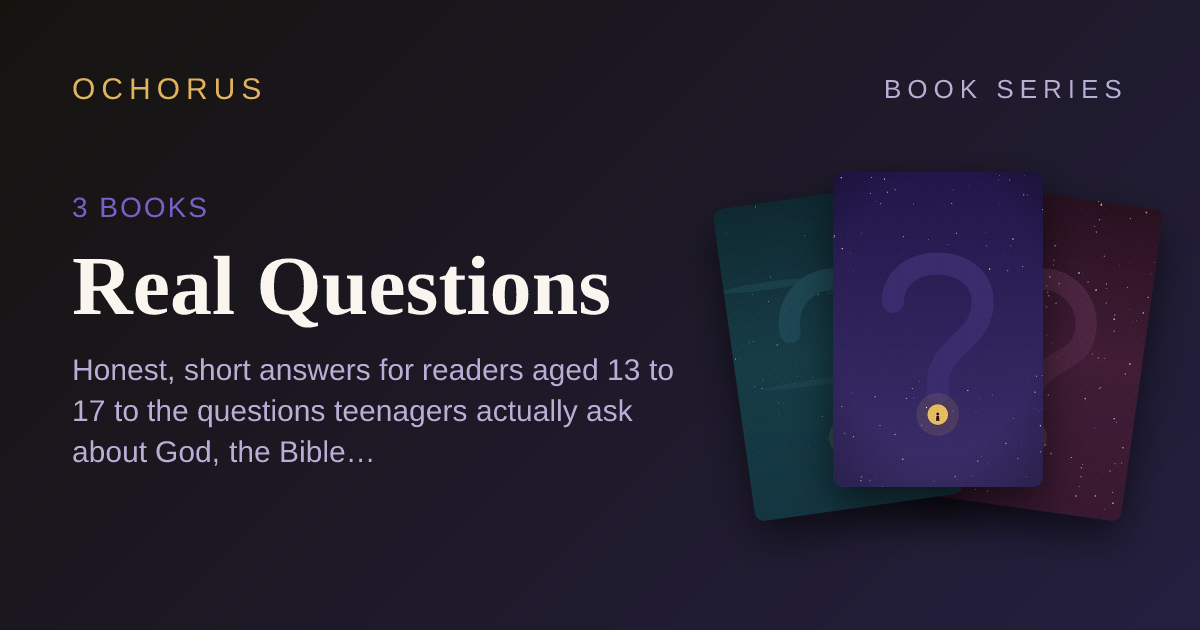 OCHORUS
BOOK SERIES
3 BOOKS
Real Questions
Honest, short answers for readers aged 13 to
17 to the questions teenagers actually ask
about God, the Bible…